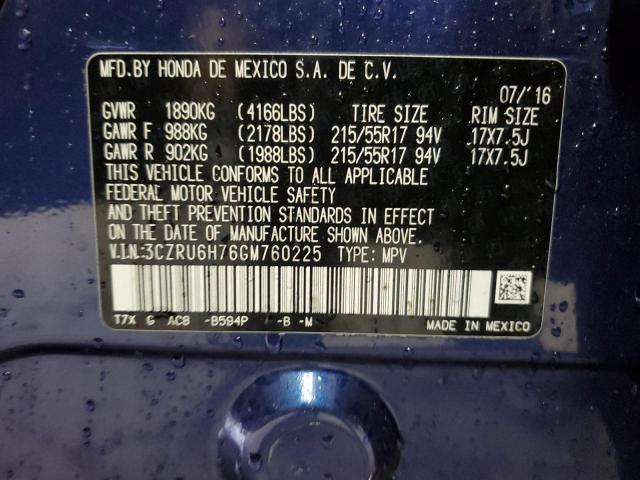 MFD. BY HONDA DE MEXICO S.A. DE C.V.
07/'16
GVWR 1890KG (4166LBS) TIRE SIZE RIM SIZE
GAWR F 988KG (2178LBS) 215/55R17 94V 17X7.5J
GAWR R 902KG (1988LBS) 215/55R17 94V 17X7.5J
THIS VEHICLE CONFORMS TO ALL APPLICABLE
FEDERAL MOTOR VEHICLE SAFETY
AND THEFT PREVENTION STANDARDS IN EFFECT
ON THE DATE OF MANUFACTURE SHOWN ABOVE.
V.I.N:3CZRU6H76GM760225 TYPE: MPV
T7X G AC8 -B594P -B -M
MADE IN MEXICO